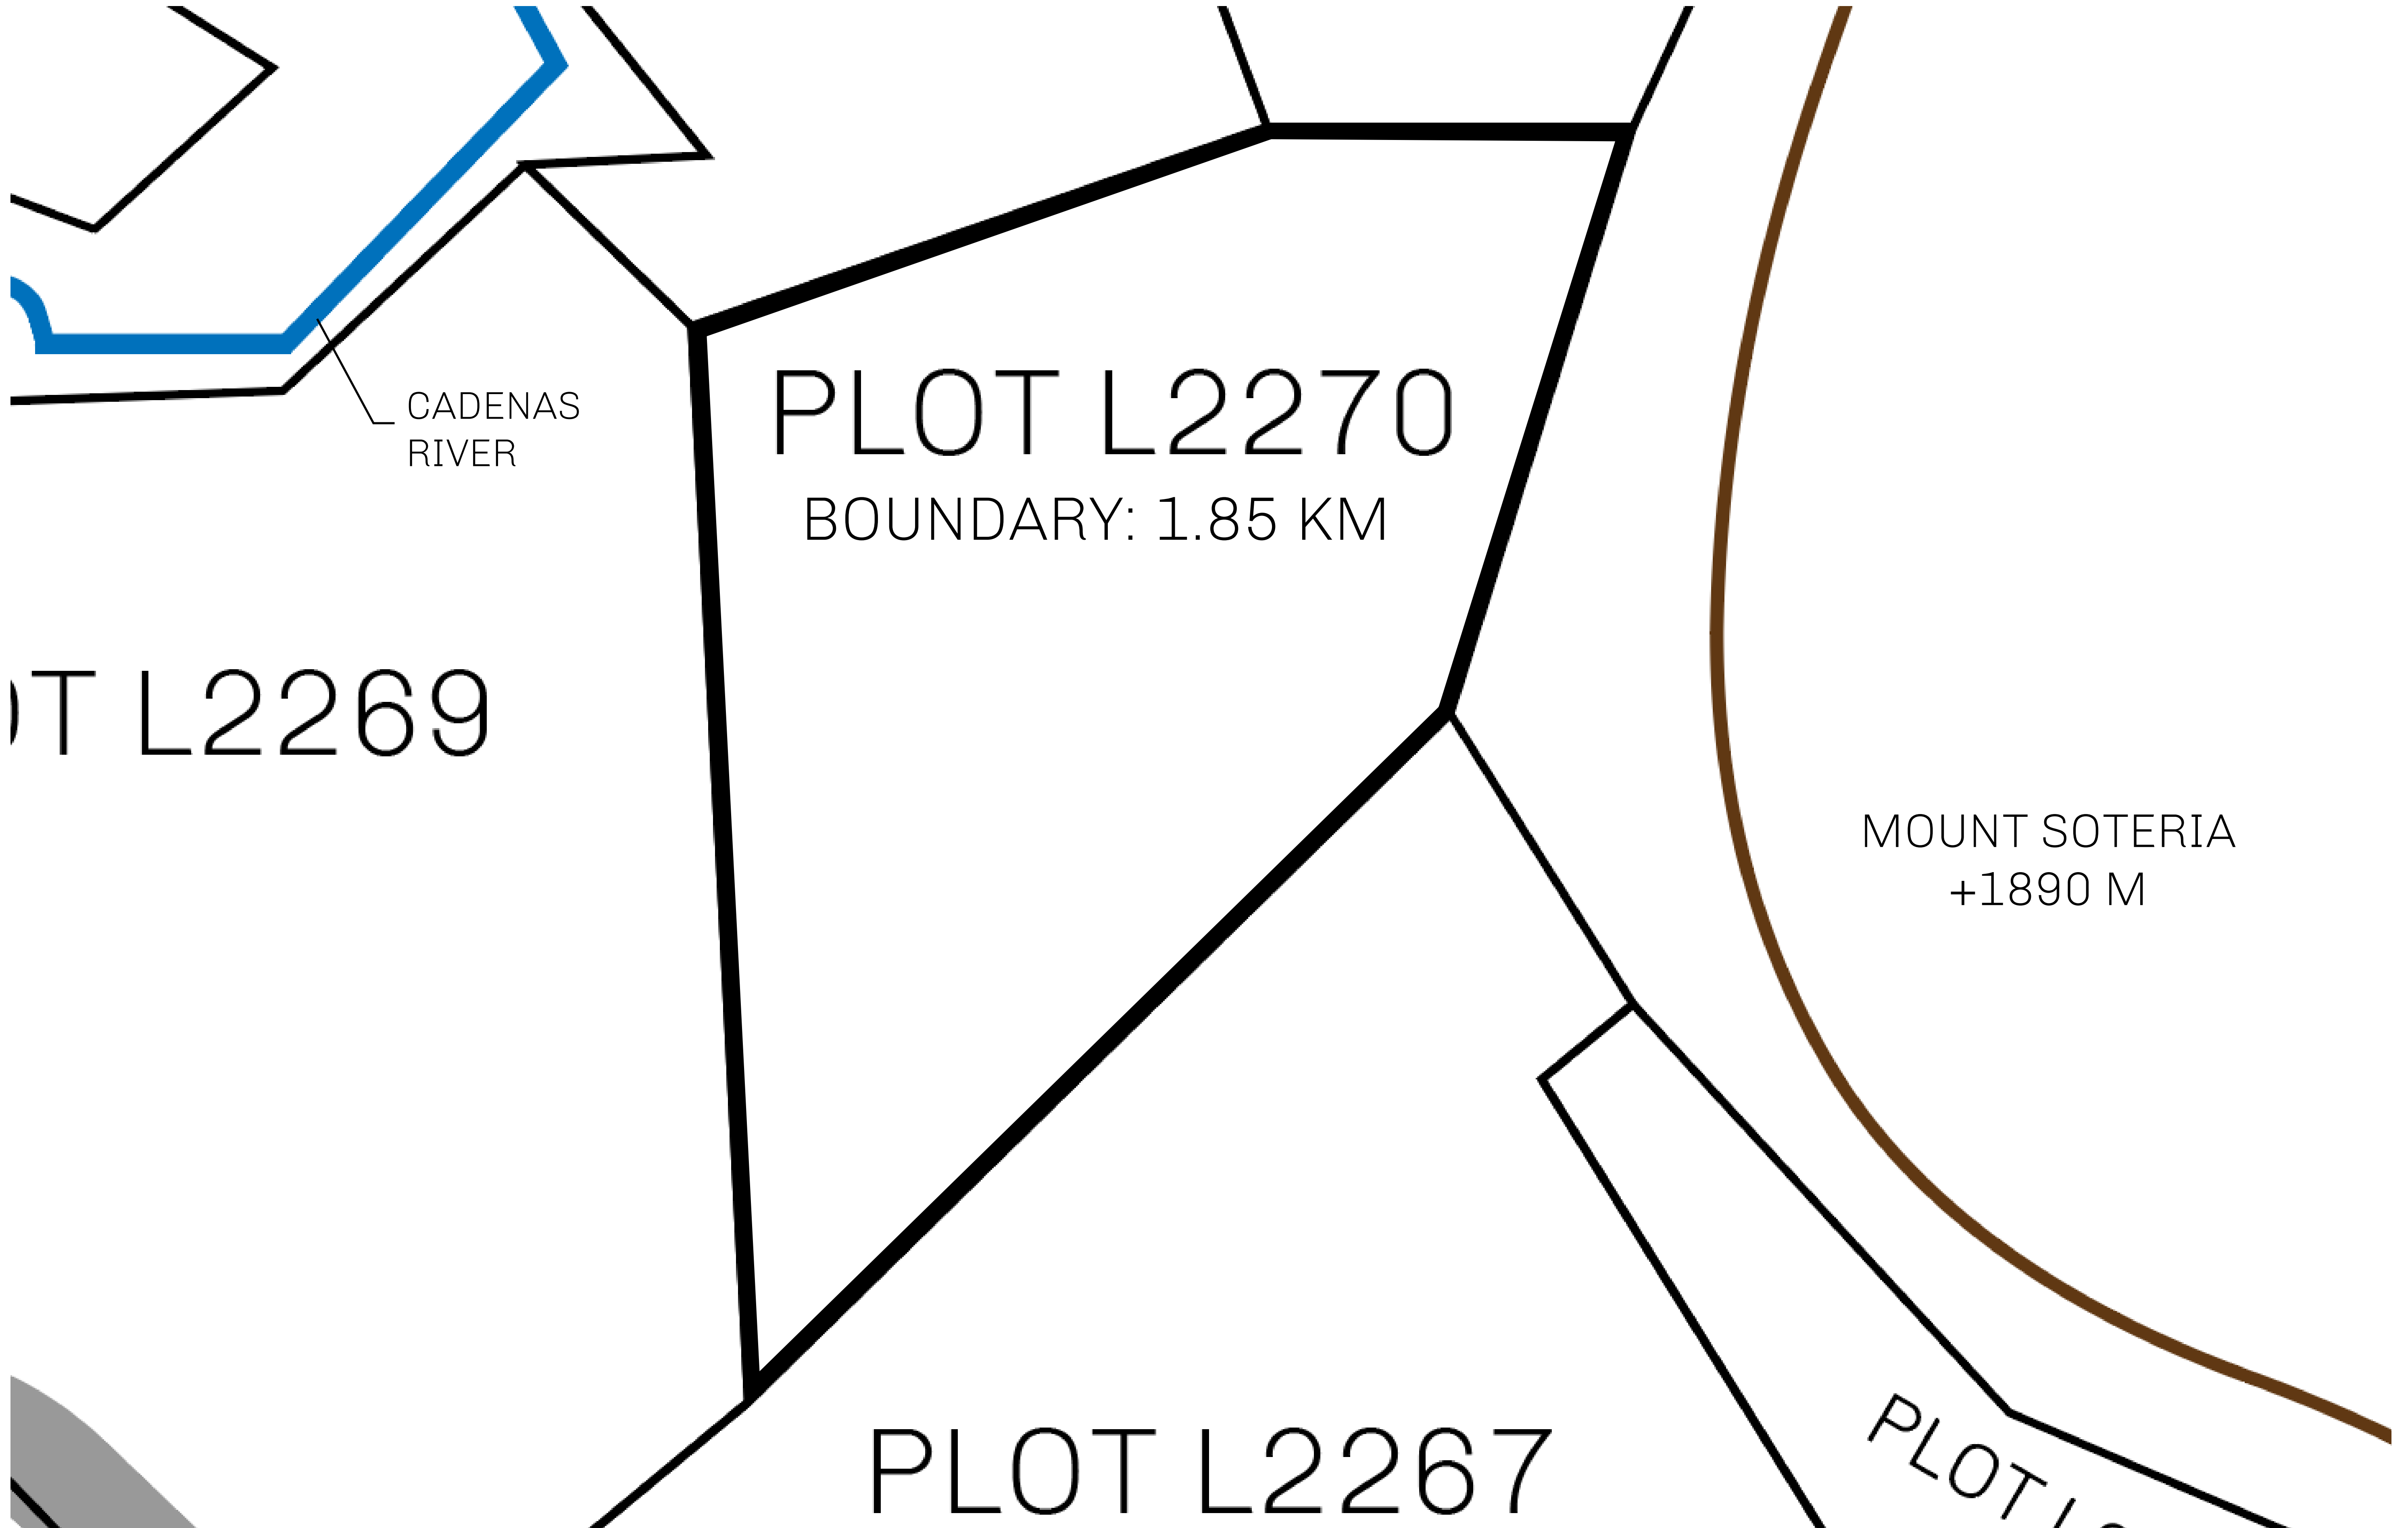 CADENAS
RIVER
PLOT L2270
BOUNDARY: 1.85 KM
L2269
MOUNT SOTERIA
+1890 M
PLOT L2267
PLOT